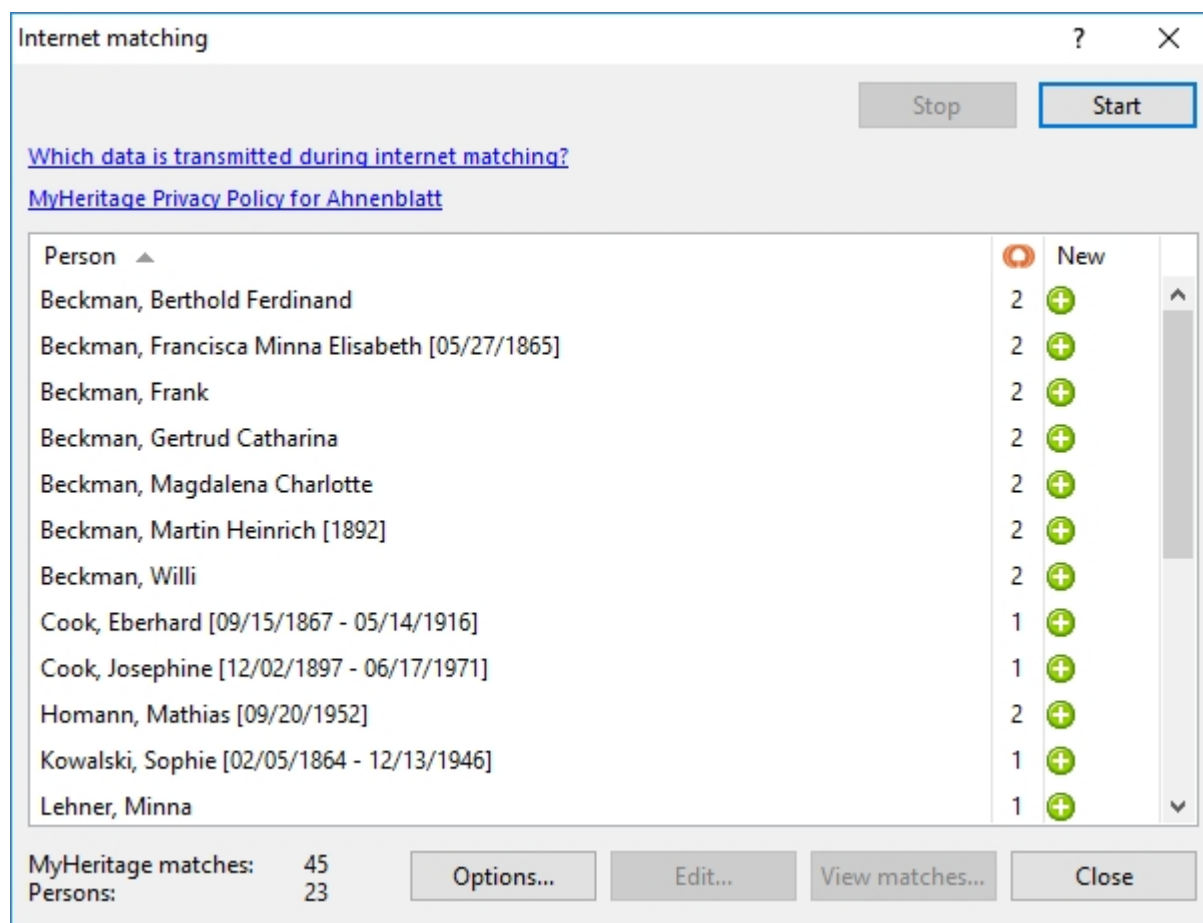 Internet matching ?
Stop Start
Which data is transmitted during internet matching?
MyHeritage Privacy Policy for Ahnenblatt
Person New
Beckman, Berthold Ferdinand 2
Beckman, Francisca Minna Elisabeth [05/27/1865] 2
Beckman, Frank 2
Beckman, Gertrud Catharina 2
Beckman, Magdalena Charlotte 2
Beckman, Martin Heinrich [1892] 2
Beckman, Willi 2
Cook, Eberhard [09/15/1867 - 05/14/1916] 1
Cook, Josephine [12/02/1897 - 06/17/1971] 1
Homann, Mathias [09/20/1952] 2
Kowalski, Sophie [02/05/1864 - 12/13/1946] 1
Lehner, Minna 1
MyHeritage matches: 45
Persons: 23
Options... Edit... View matches... Close